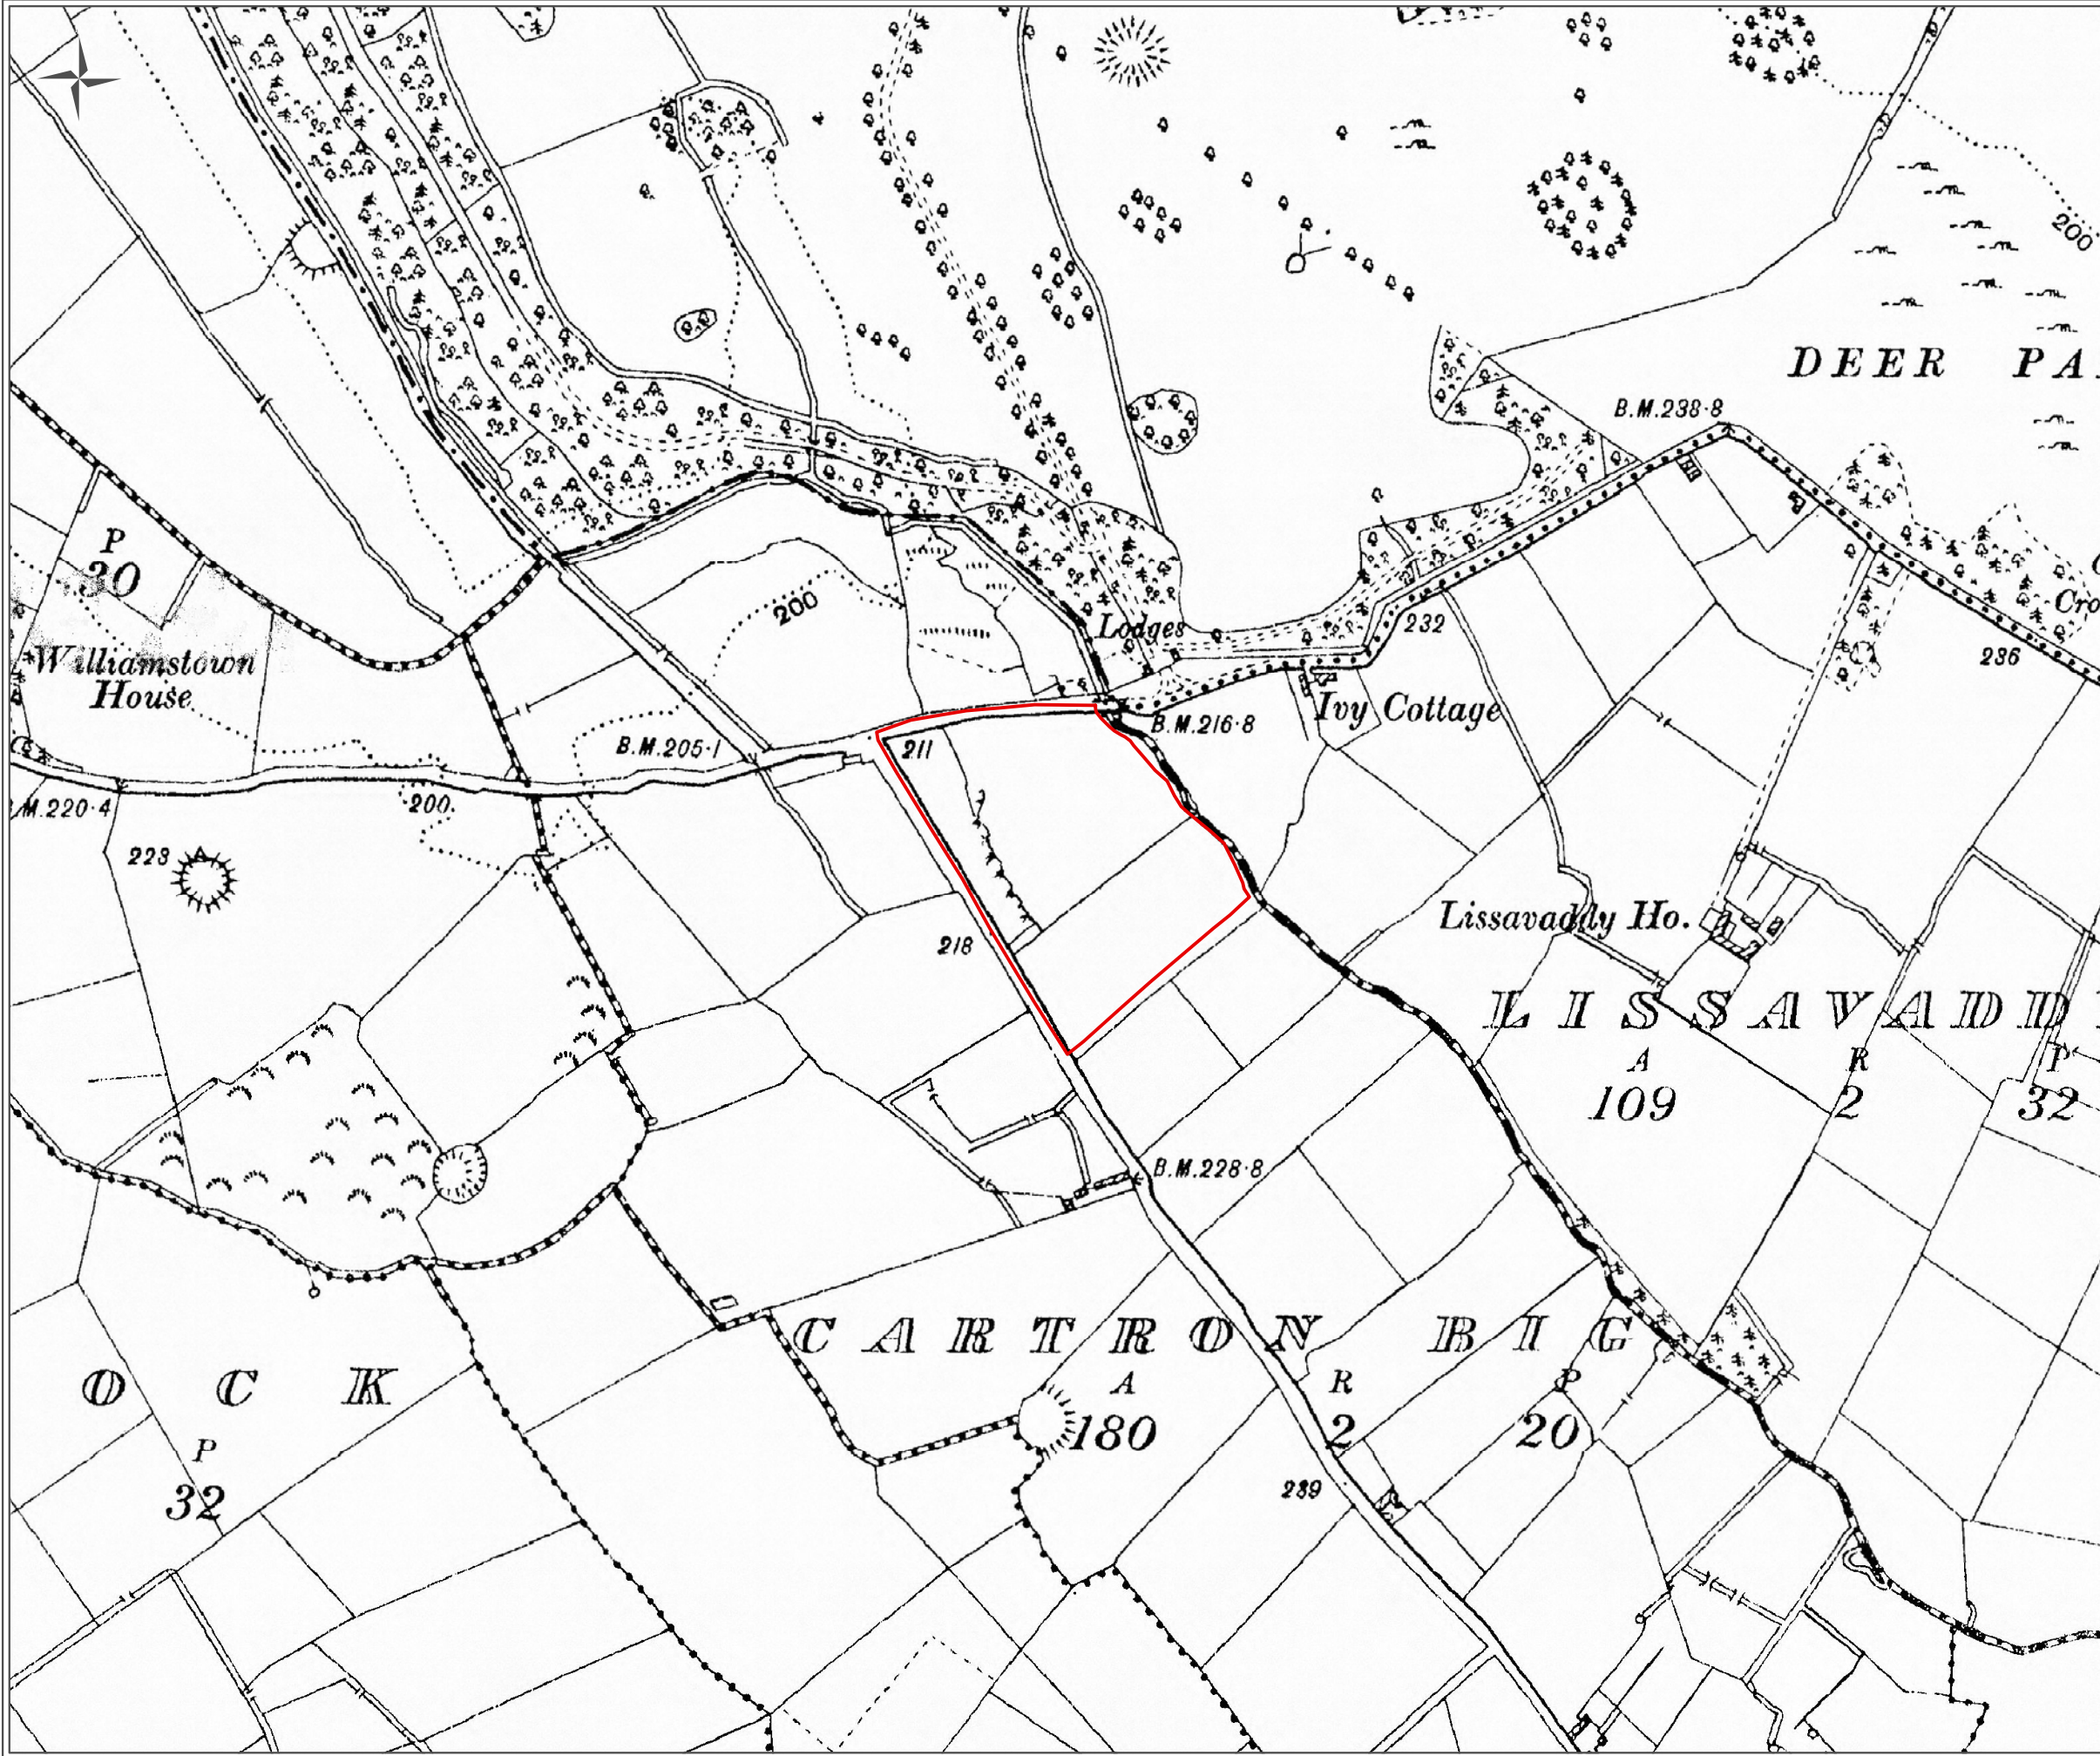 200
DEER PA
B.M.238·8
P
30
200
Lodges
232
Cro
236
Williamstown
House
Ivy Cottage
B.M.216·8
211
B.M.205·1
200
M.220·4
223
218
Lissavaddy Ho.
LISSAVADD
A R P
109 2 32
B.M.228·8
CARTRON BIG
OCK
A R P
180 2 20
P
32
239